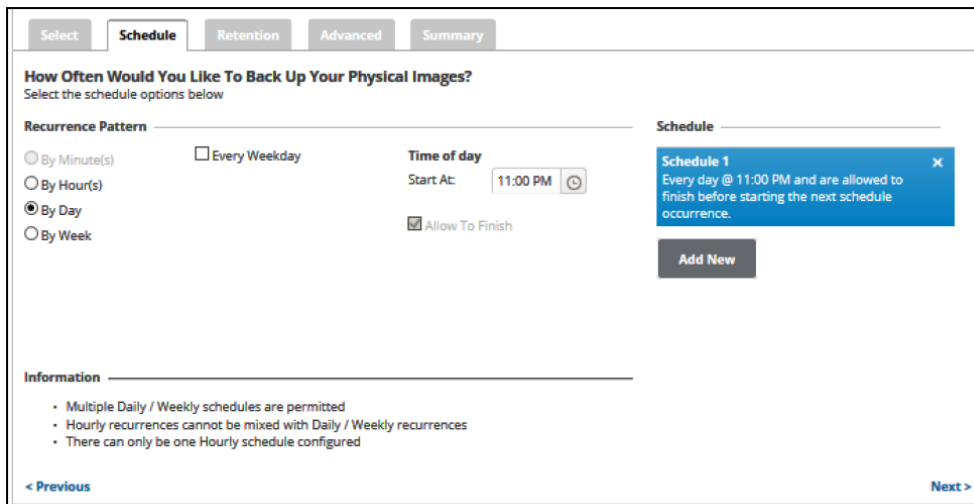 Select Schedule Retention Advanced Summary
How Often Would You Like To Back Up Your Physical Images?
Select the schedule options below
Recurrence Pattern
By Minute(s)
By Hour(s)
By Day
By Week
Every Weekday
Time of day
Start At: 11:00 PM
Allow To Finish
Schedule
Schedule 1
Every day @ 11:00 PM and are allowed to
finish before starting the next schedule
occurrence.
Add New
Information
• Multiple Daily / Weekly schedules are permitted
• Hourly recurrences cannot be mixed with Daily / Weekly recurrences
• There can only be one Hourly schedule configured
< Previous
Next >